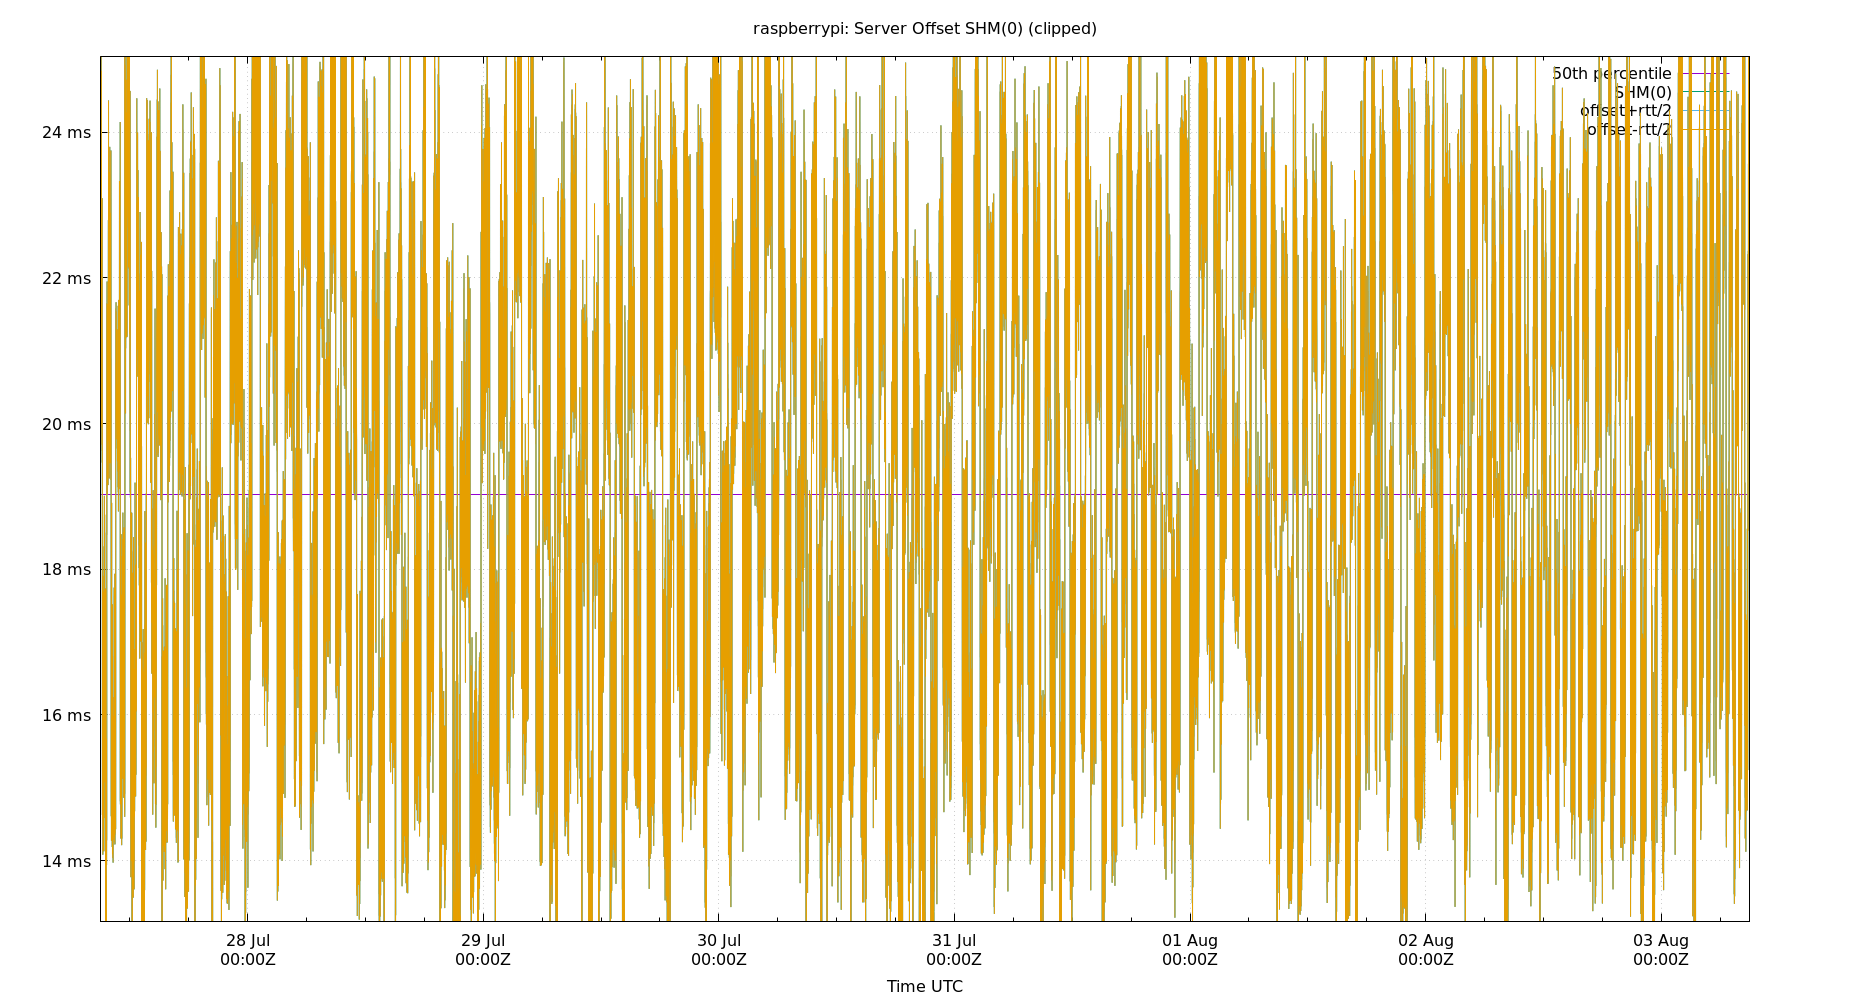 raspberrypi: Server Offset SHM(0) (clipped)
50th percentile
SHM(0)
offset+rtt/2
offset-rtt/2
24 ms
22 ms
20 ms
18 ms
16 ms
14 ms
28 Jul 29 Jul 30 Jul 31 Jul 01 Aug 02 Aug 03 Aug
00:00Z 00:00Z 00:00Z 00:00Z 00:00Z 00:00Z 00:00Z
Time UTC